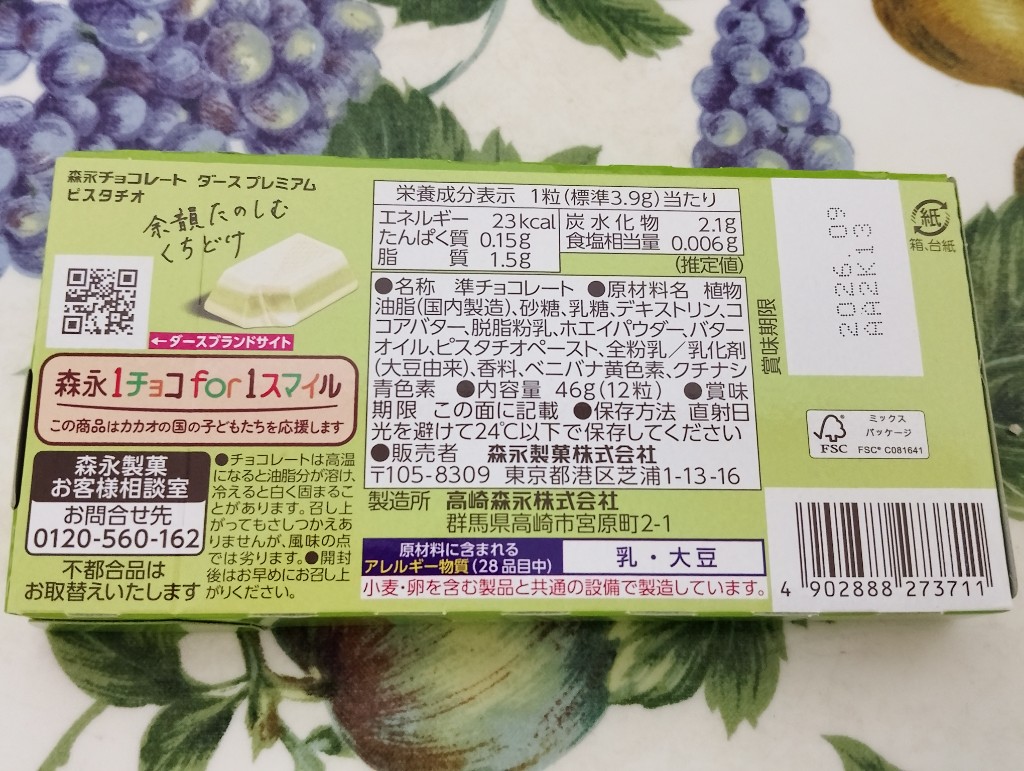 森永チョコレート ダース プレミアム
ピスタチオ
余韻たのしむ
くちどけ
←ダースブランドサイト
森永1チョコfor1スマイル
この商品はカカオの国の子どもたちを応援します
森永製菓
お客様相談室
お問合せ先
0120-560-162
不都合品は
お取替えいたします
●チョコレートは高温
になると油脂分が溶け、
冷えると白く固まるこ
とがあります。召し上
がってもさしつかえあ
りませんが、風味の点
では劣ります。●開封
後はお早めにお召し上
がりください。
栄養成分表示 1粒(標準3.9g)当たり
エネルギー 23kcal
たんぱく質 0.15g
脂質 1.5g
炭水化物 2.1g
食塩相当量 0.006g
(推定値)
●名称 準チョコレート ●原材料名 植物
油脂(国内製造)、砂糖、乳糖、デキストリン、コ
コアバター、脱脂粉乳、ホエイパウダー、バター
オイル、ピスタチオペースト、全粉乳/乳化剤
(大豆由来)、香料、ベニバナ黄色素、クチナシ
青色素 ●内容量 46g(12粒) ●賞味
期限 この面に記載 ●保存方法 直射日
光を避けて24℃以下で保存してください
●販売者 森永製菓株式会社
〒105-8309 東京都港区芝浦1-13-16
製造所 高崎森永株式会社
群馬県高崎市宮原町2-1
原材料に含まれる
アレルギー物質(28品目中)
乳・大豆
小麦・卵を含む製品と共通の設備で製造しています。
賞味期限
2026.09
HA2K13
紙
箱、台紙
FSC
ミックス
パッケージ
FSC® C081641
4 902888 273711